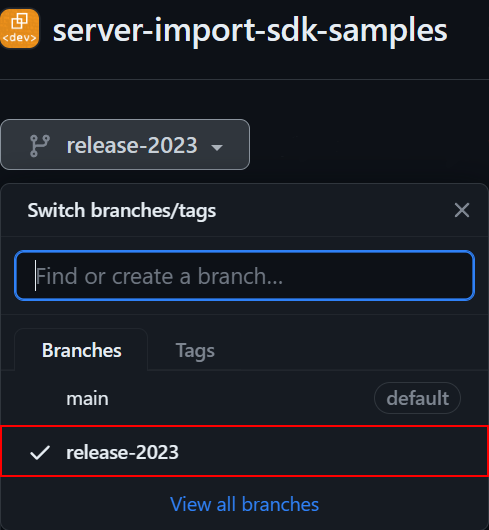 <dev>
server-import-sdk-samples
release-2023
Switch branches/tags
Find or create a branch...
Branches Tags
main default
release-2023
View all branches